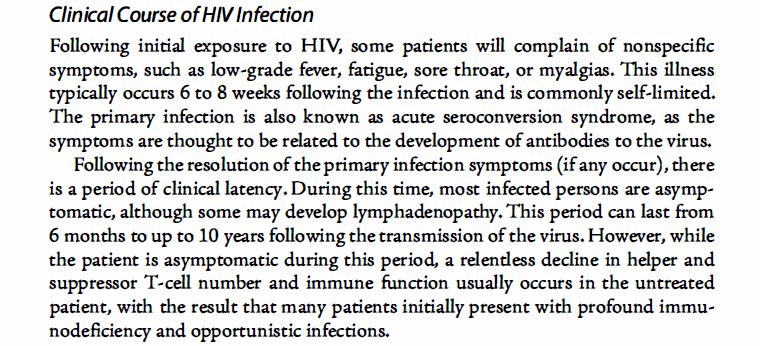 Clinical Course of HIV Infection
Following initial exposure to HIV, some patients will complain of nonspecific
symptoms, such as low-grade fever, fatigue, sore throat, or myalgias. This illness
typically occurs 6 to 8 weeks following the infection and is commonly self-limited.
The primary infection is also known as acute seroconversion syndrome, as the
symptoms are thought to be related to the development of antibodies to the virus.
Following the resolution of the primary infection symptoms (if any occur), there
is a period of clinical latency. During this time, most infected persons are asymp-
tomatic, although some may develop lymphadenopathy. This period can last from
6 months to up to 10 years following the transmission of the virus. However, while
the patient is asymptomatic during this period, a relentless decline in helper and
suppressor T-cell number and immune function usually occurs in the untreated
patient, with the result that many patients initially present with profound immu-
nodeficiency and opportunistic infections.